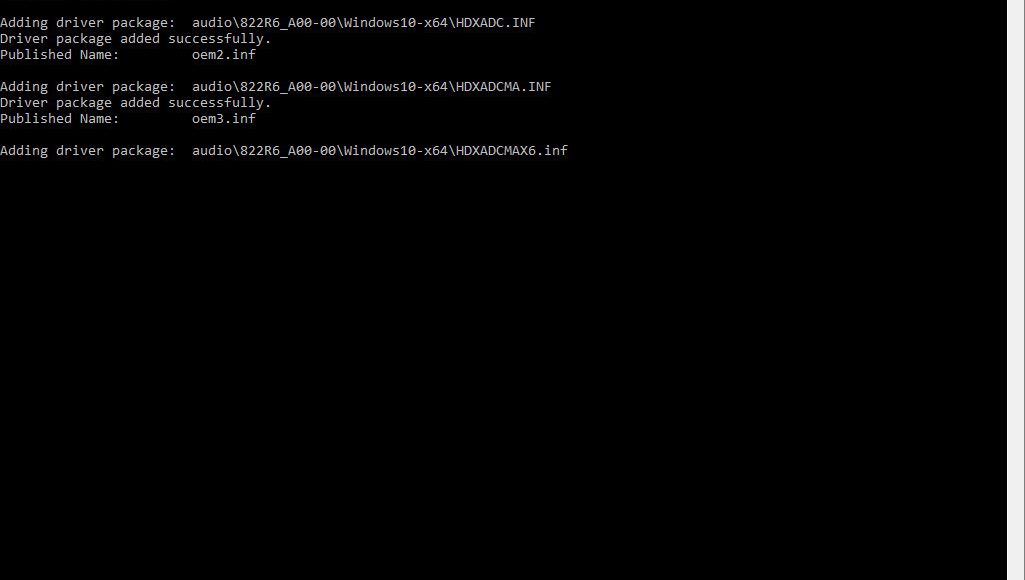 Adding driver package:  audio\822R6_A00-00\Windows10-x64\HDXADC.INF
Driver package added successfully.
Published Name:         oem2.inf
Adding driver package:  audio\822R6_A00-00\Windows10-x64\HDXADCMA.INF
Driver package added successfully.
Published Name:         oem3.inf
Adding driver package:  audio\822R6_A00-00\Windows10-x64\HDXADCMAX6.inf